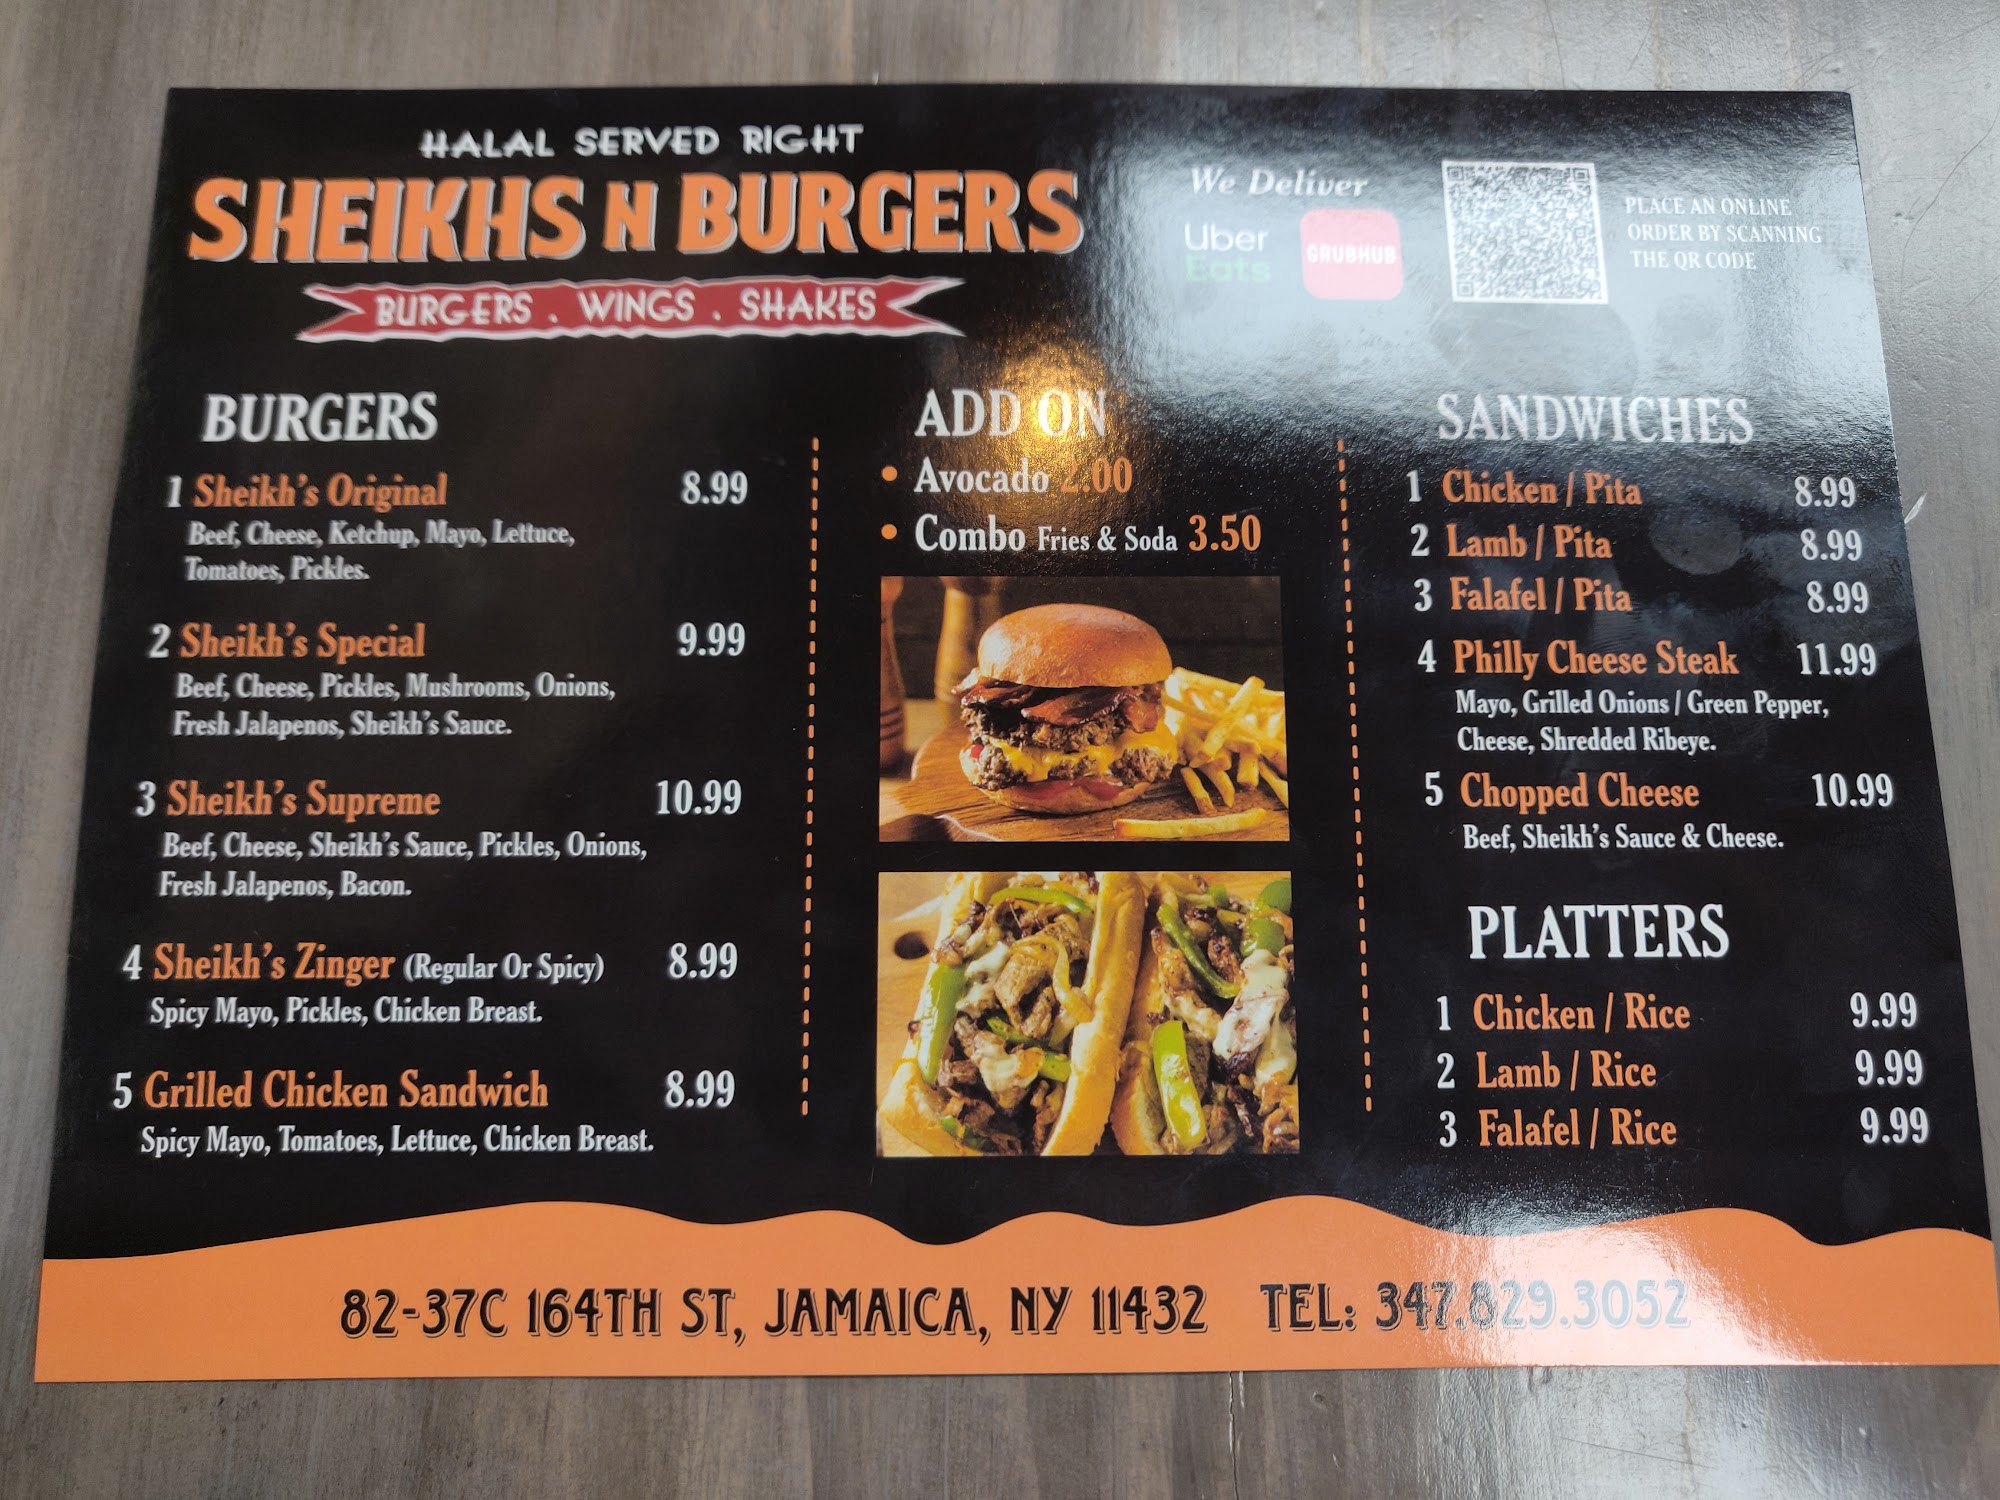 HALAL SERVED RIGHT
SHEIKHS N BURGERS
BURGERS . WINGS . SHAKES
We Deliver
Uber
Eats
GRUBHUB
PLACE AN ONLINE
ORDER BY SCANNING
THE QR CODE
BURGERS
1 Sheikh's Original 8.99
Beef, Cheese, Ketchup, Mayo, Lettuce,
Tomatoes, Pickles.
2 Sheikh's Special 9.99
Beef, Cheese, Pickles, Mushrooms, Onions,
Fresh Jalapenos, Sheikh's Sauce.
3 Sheikh's Supreme 10.99
Beef, Cheese, Sheikh's Sauce, Pickles, Onions,
Fresh Jalapenos, Bacon.
4 Sheikh's Zinger (Regular Or Spicy) 8.99
Spicy Mayo, Pickles, Chicken Breast.
5 Grilled Chicken Sandwich 8.99
Spicy Mayo, Tomatoes, Lettuce, Chicken Breast.
ADD ON
• Avocado 2.00
• Combo Fries & Soda 3.50
SANDWICHES
1 Chicken / Pita 8.99
2 Lamb / Pita 8.99
3 Falafel / Pita 8.99
4 Philly Cheese Steak 11.99
Mayo, Grilled Onions / Green Pepper,
Cheese, Shredded Ribeye.
5 Chopped Cheese 10.99
Beef, Sheikh's Sauce & Cheese.
PLATTERS
1 Chicken / Rice 9.99
2 Lamb / Rice 9.99
3 Falafel / Rice 9.99
82-37C 164TH ST, JAMAICA, NY 11432 TEL: 347.829.3052